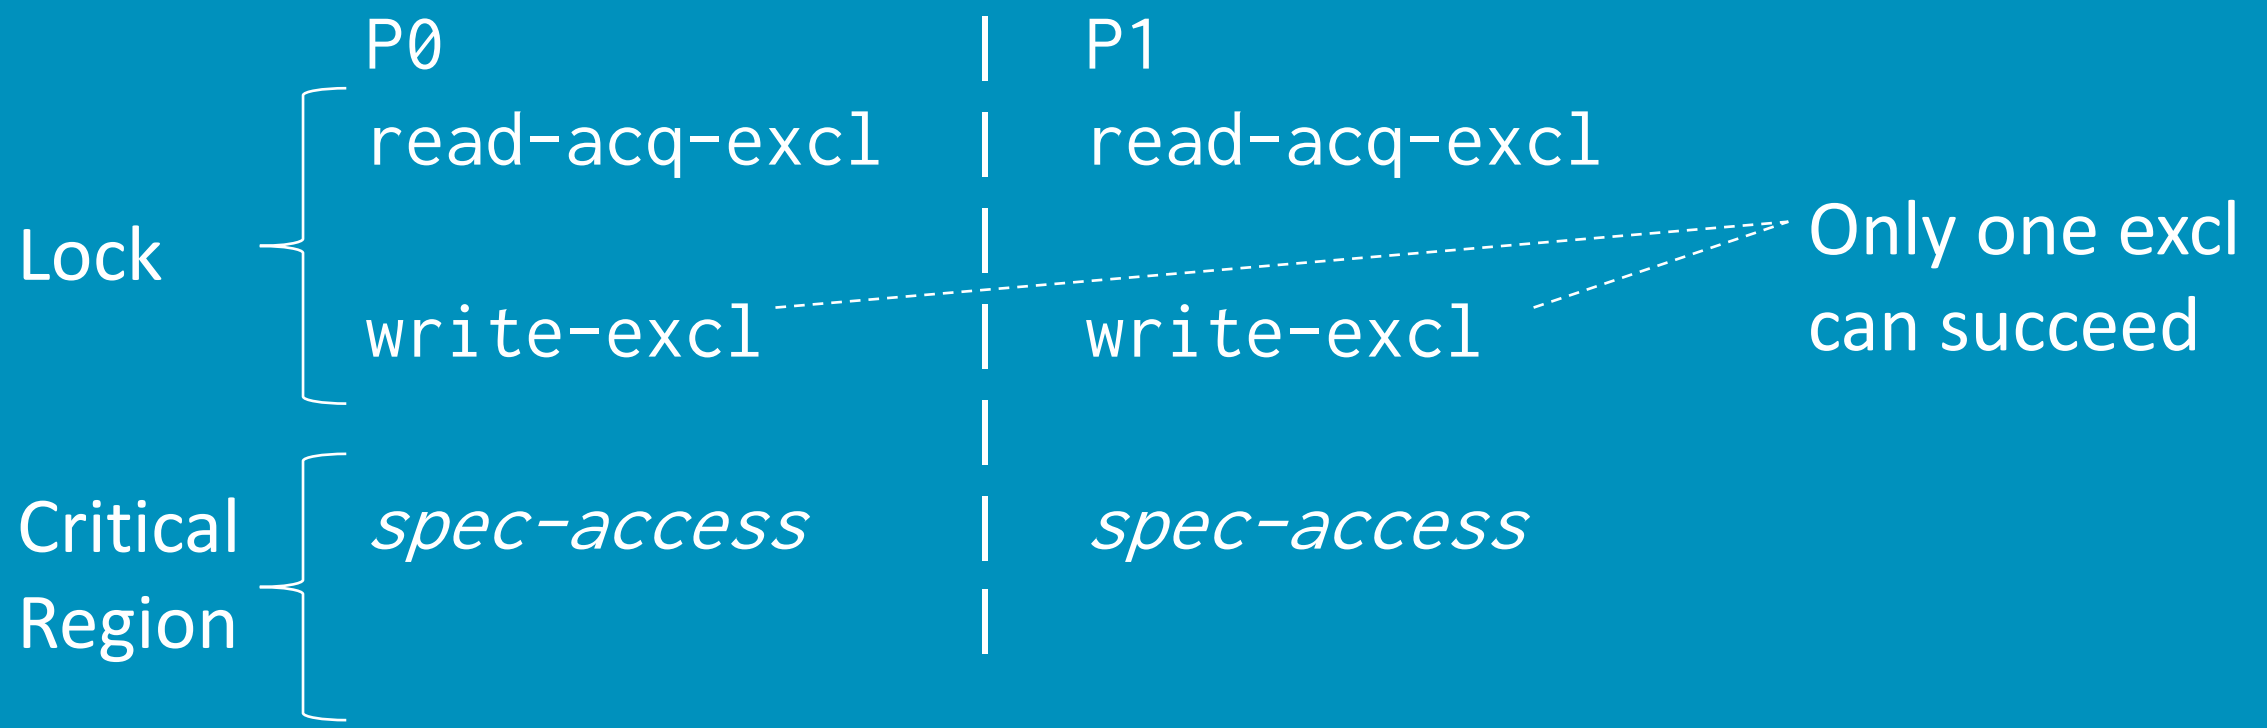 P0 | P1
read-acq-excl | read-acq-excl
Only one excl
Lock
write-excl | write-excl
can succeed
Critical
spec-access | spec-access
Region